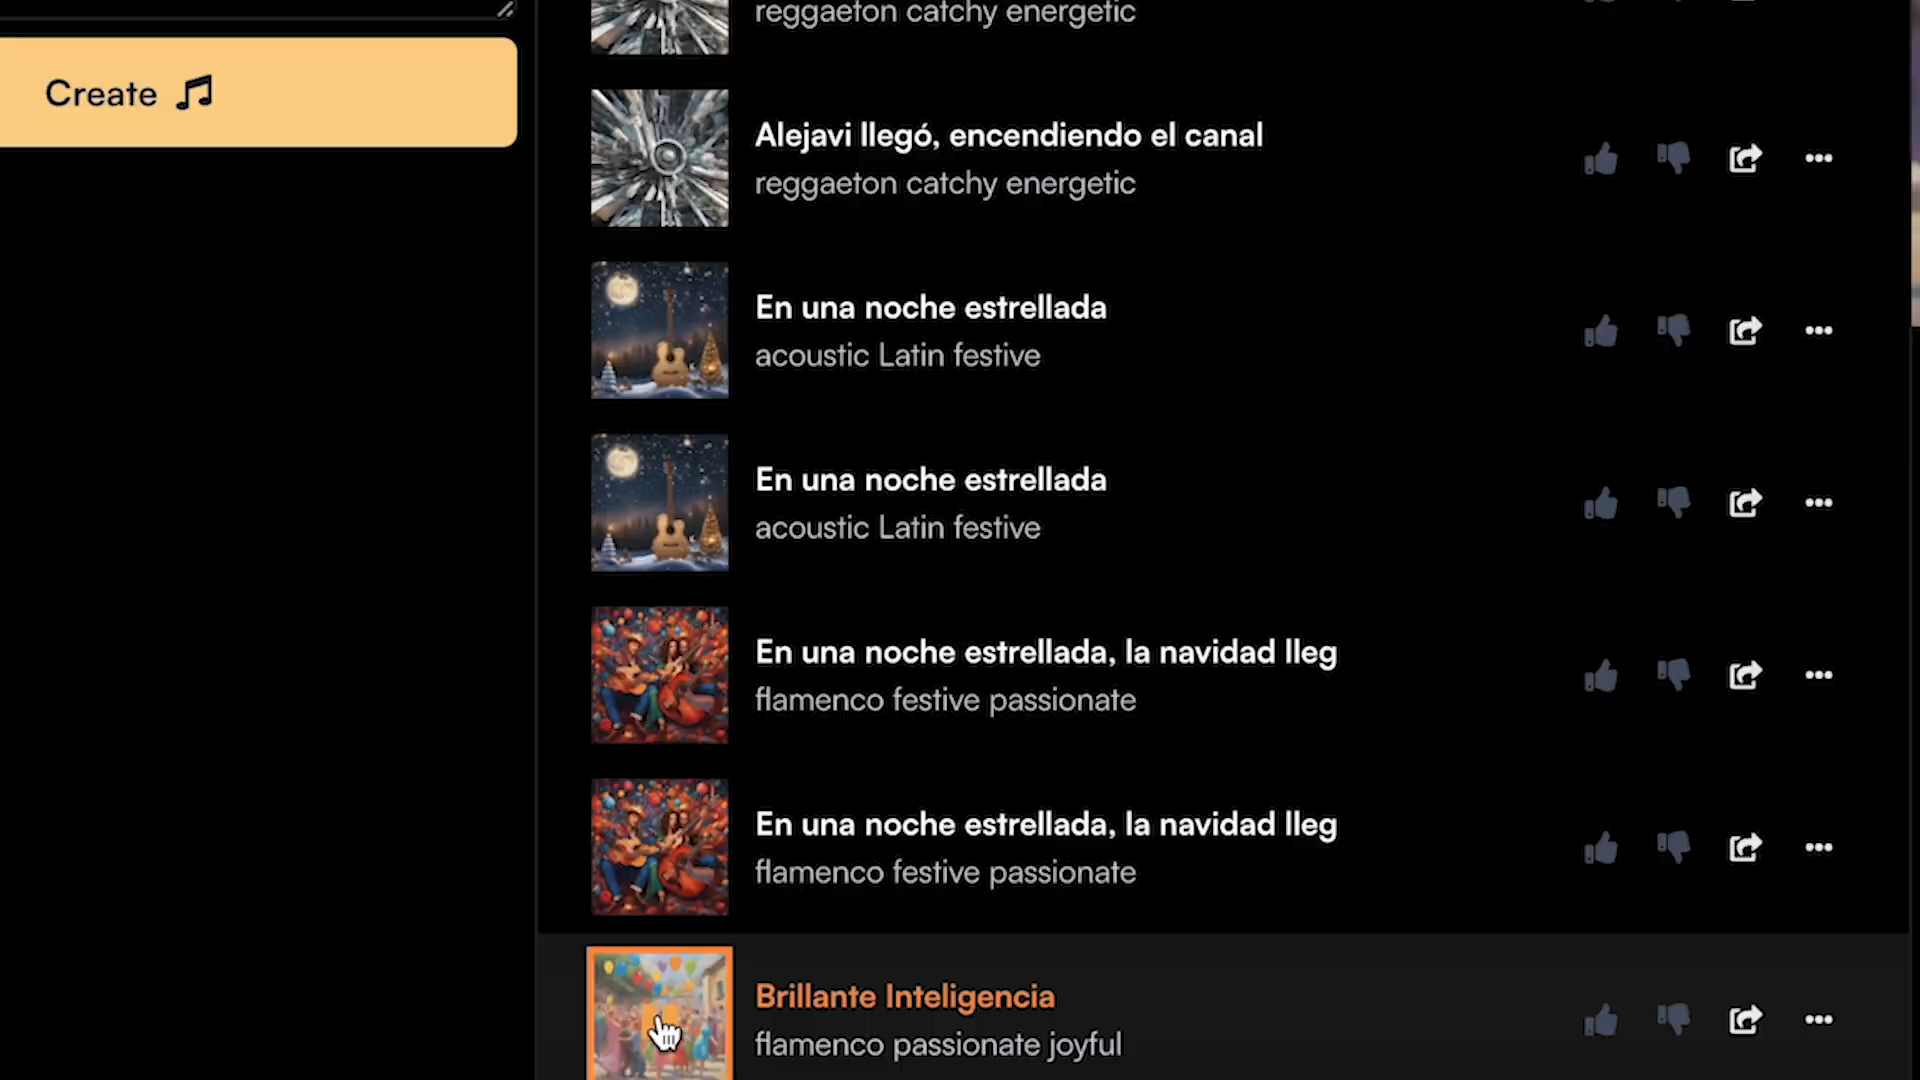 reggaeton catchy energetic
Create
Alejavi llegó, encendiendo el canal
reggaeton catchy energetic
En una noche estrellada
acoustic Latin festive
En una noche estrellada
acoustic Latin festive
En una noche estrellada, la navidad lleg
flamenco festive passionate
En una noche estrellada, la navidad lleg
flamenco festive passionate
Brillante Inteligencia
flamenco passionate joyful